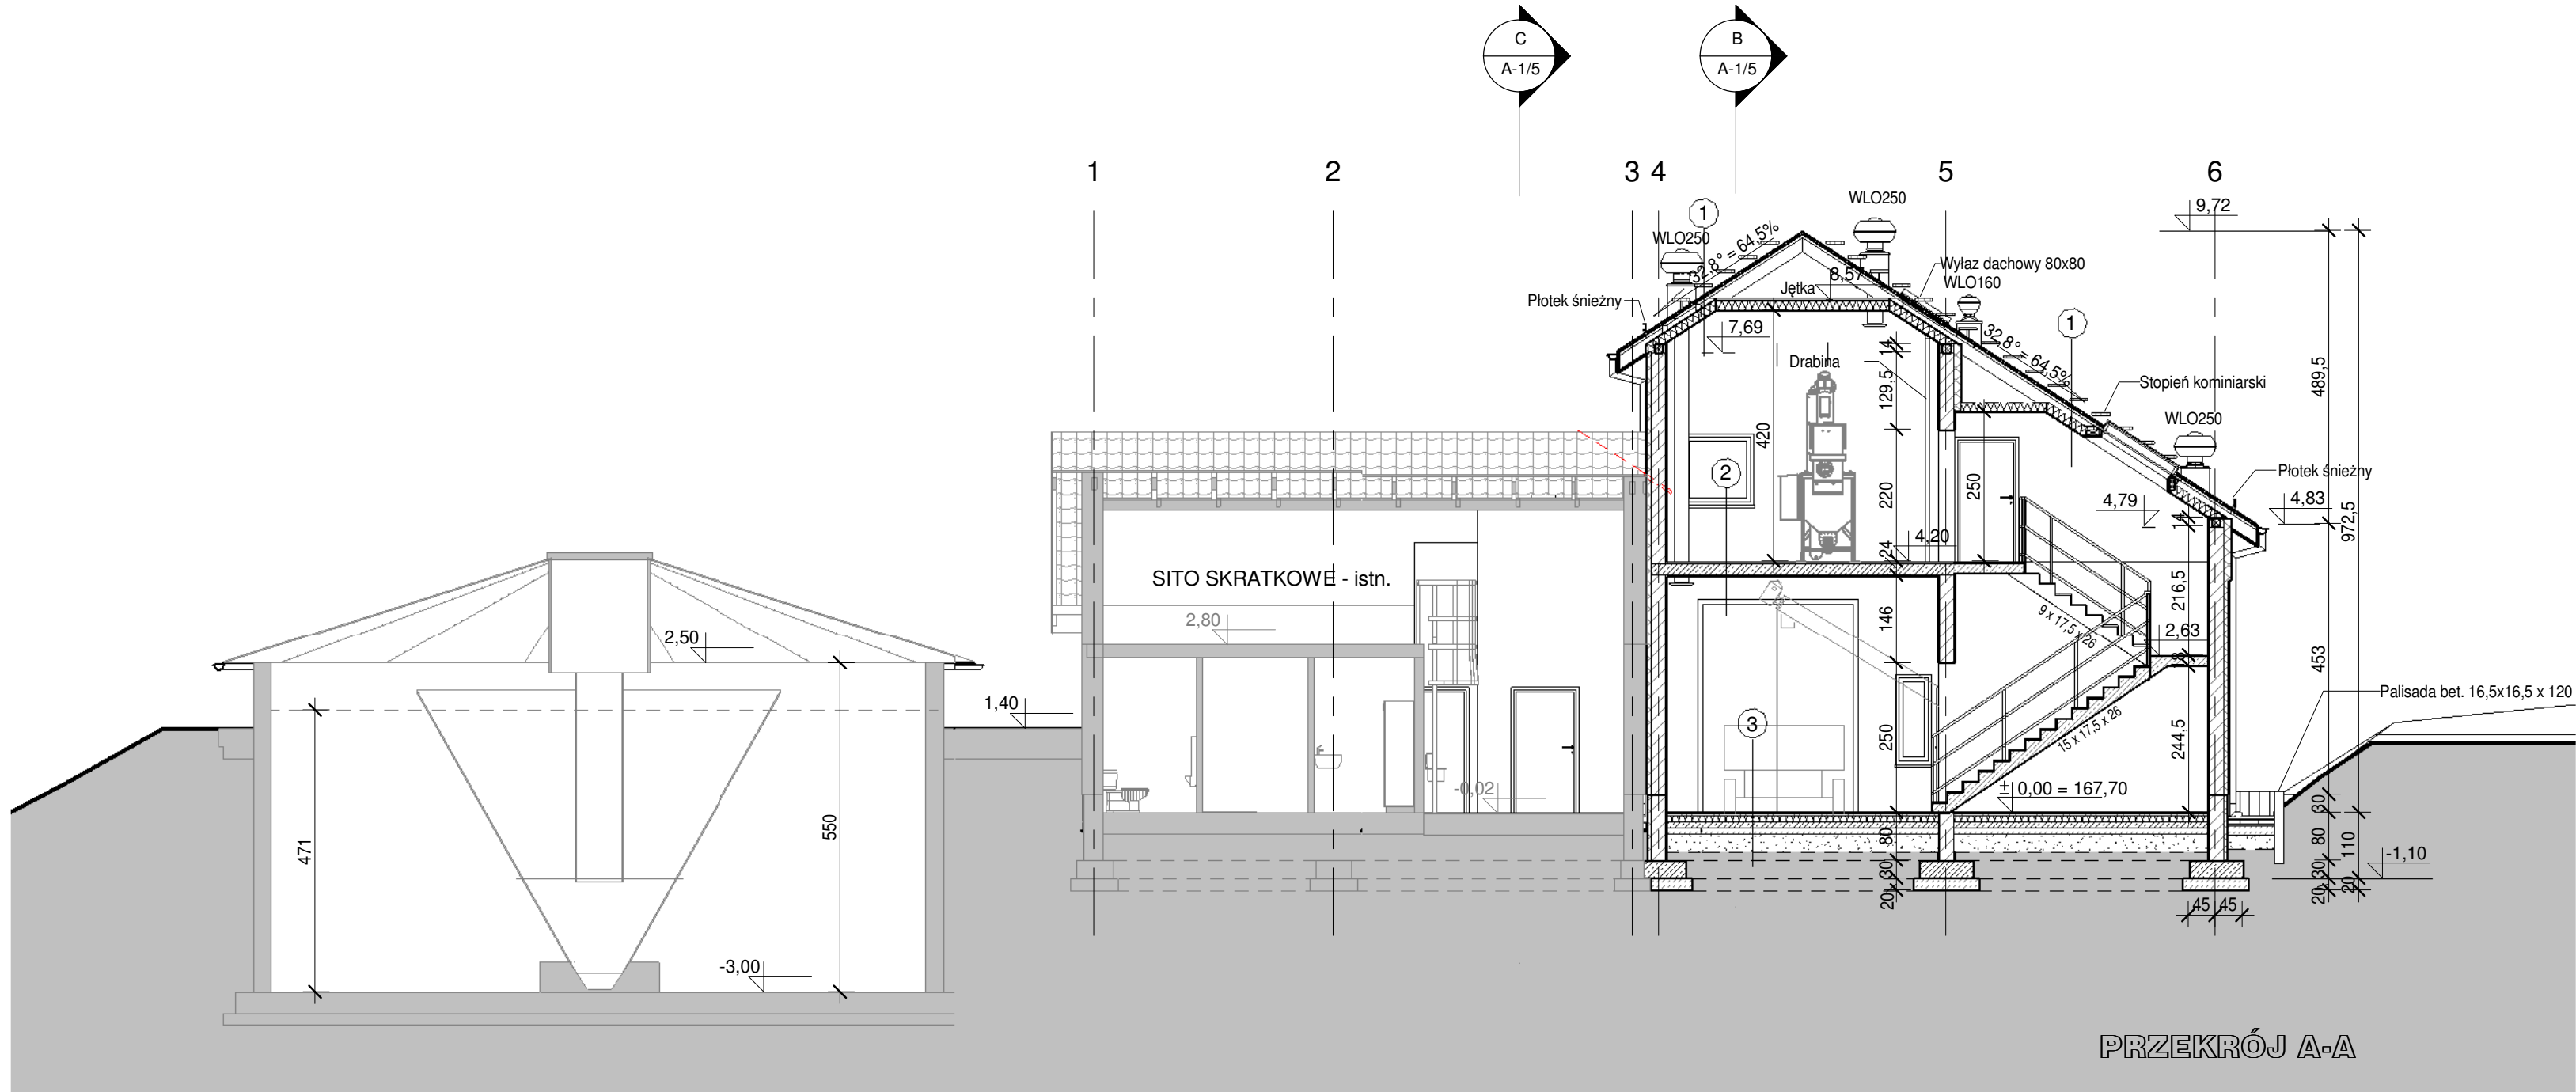 C
A-1/5
B
A-1/5
1
2
3
4
5
6
WLO250
9,72
1
WLO250
32,8° = 64,5%
Wyłaz dachowy 80x80
8,57
WLO160
Jętka
Płotek śnieżny
7,69
1
32,8° = 64,5%
14
Drabina
129,5
489,5
Stopień kominiarski
WLO250
420
2
Płotek śnieżny
220
250
4,79
4,83
14
972,5
24
4,20
SITO SKRATKOWE - istn.
2,80
146
9 x 17,5 x 26
216,5
2,63
18
453
2,50
Palisada bet. 16,5x16,5 x 120
1,40
3
250
15 x 17,5 x 26
244,5
-0,02
± 0,00 = 167,70
30
471
550
80
80
110
-1,10
30
30
20
20
20
45
45
-3,00
PRZEKRÓJ A-A